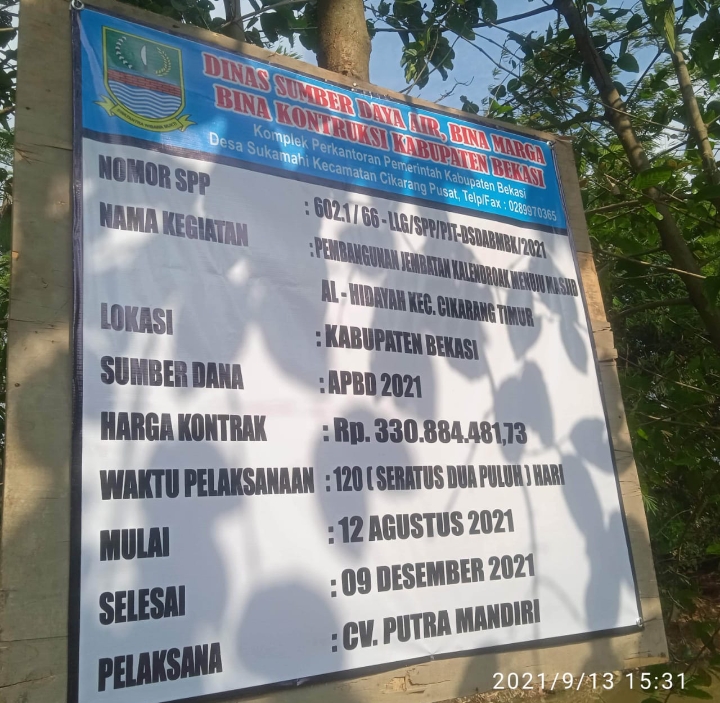 DINAS SUMBER DAYA AIR, BINA MARGA
BINA KONTRUKSI KABUPATEN BEKASI
Komplek Perkantoran Pemerintah Kabupaten Bekasi
Desa Sukamahi Kecamatan Cikarang Pusat, Telp/Fax : 0289970365
NOMOR SPP : 602.1 / 66 - LLG/SPP/PJT-DSDABMBK/2021
NAMA KEGIATAN : PEMBANGUNAN JEMBATAN KALENDROAK MENUJU MASJID
AL - HIDAYAH KEC. CIKARANG TIMUR
LOKASI : KABUPATEN BEKASI
SUMBER DANA : APBD 2021
HARGA KONTRAK : Rp. 330.884.481,73
WAKTU PELAKSANAAN : 120 ( SERATUS DUA PULUH ) HARI
MULAI : 12 AGUSTUS 2021
SELESAI : 09 DESEMBER 2021
PELAKSANA : CV. PUTRA MANDIRI
2021/9/13 15:31